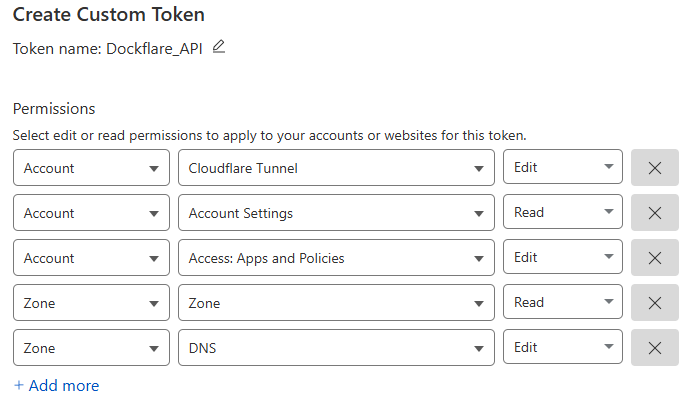 Create Custom Token
Token name: Dockflare_API
Permissions
Select edit or read permissions to apply to your accounts or websites for this token.
Account Cloudflare Tunnel Edit
Account Account Settings Read
Account Access: Apps and Policies Edit
Zone Zone Read
Zone DNS Edit
+ Add more